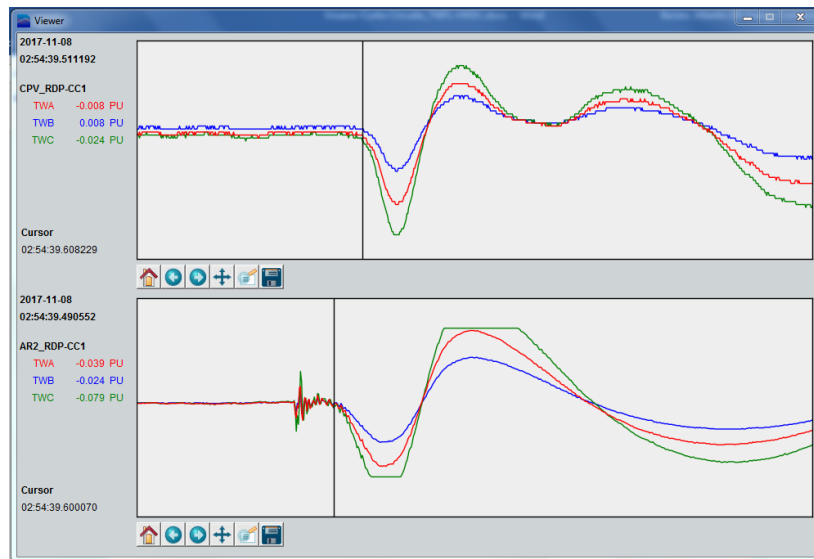 Viewer
2017-11-08
02:54:39.511192
CPV_RDP-CC1
TWA -0.008 PU
TWB 0.008 PU
TWC -0.024 PU
Cursor
02:54:39.608229
2017-11-08
02:54:39.490552
AR2_RDP-CC1
TWA -0.039 PU
TWB -0.024 PU
TWC -0.079 PU
Cursor
02:54:39.600070